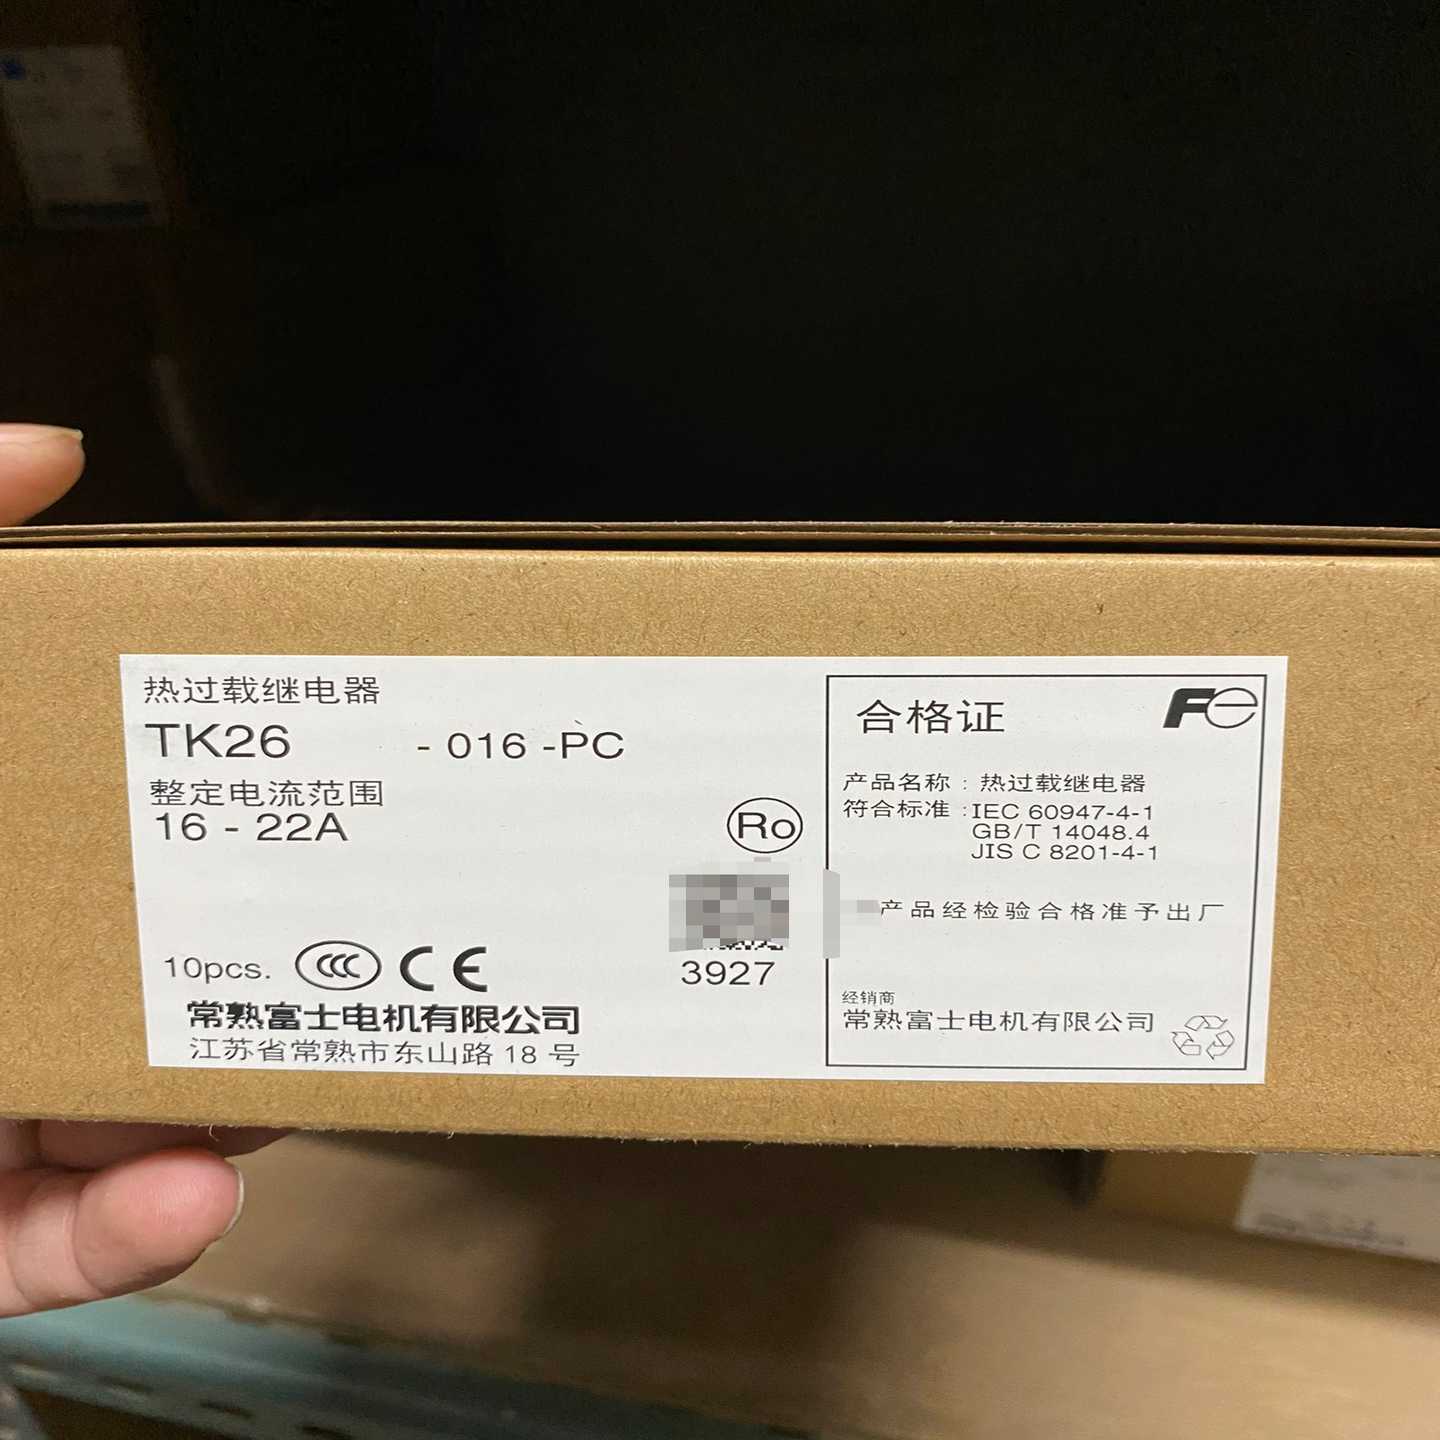 热过载继电器
TK26 - 016 -PC
整定电流范围
16 - 22A
Ro
3927
10pcs. CCC CE
常熟富士电机有限公司
江苏省常熟市东山路 18 号
合格证 Fe
产品名称 : 热过载继电器
符合标准 : IEC 60947-4-1
GB/T 14048.4
JIS C 8201-4-1
产品经检验合格准予出厂
经销商
常熟富士电机有限公司